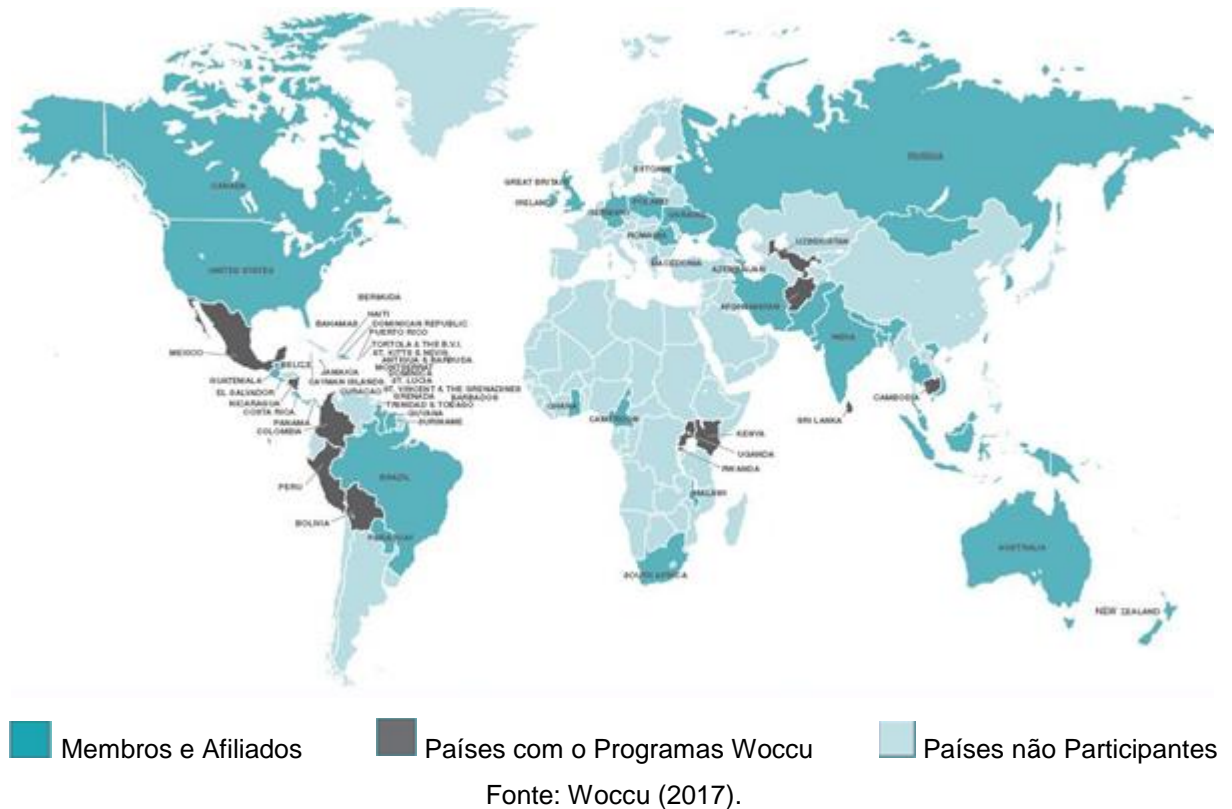 CANADA
UNITED STATES
MEXICO
BERMUDA
BAHAMAS
HAITI
DOMINICAN REPUBLIC
PUERTO RICO
TORTOLA & THE B.V.I.
ST. KITTS & NEVIS
ANTIGUA & BARBUDA
MONTSERRAT
DOMINICA
ST. LUCIA
ST. VINCENT & THE GRENADINES
BARBADOS
GRENADA
TRINIDAD & TOBAGO
BELIZE
JAMAICA
CAYMAN ISLANDS
CURACAO
GUATEMALA
EL SALVADOR
NICARAGUA
COSTA RICA
PANAMA
COLOMBIA
GUYANA
SURINAME
PERU
BRAZIL
BOLIVIA
PARAGUAY
GREAT BRITAIN
IRELAND
ESTONIA
POLAND
GERMANY
UKRAINE
ROMANIA
MACEDONIA
RUSSIA
AZERBAIJAN
UZBEKISTAN
AFGHANISTAN
INDIA
SRI LANKA
CAMBODIA
GHANA
CAMEROON
KENYA
UGANDA
RWANDA
MALAWI
SOUTH AFRICA
AUSTRALIA
NEW ZEALAND
Membros e Afiliados
Países com o Programas Woccu
Países não Participantes
Fonte: Woccu (2017).